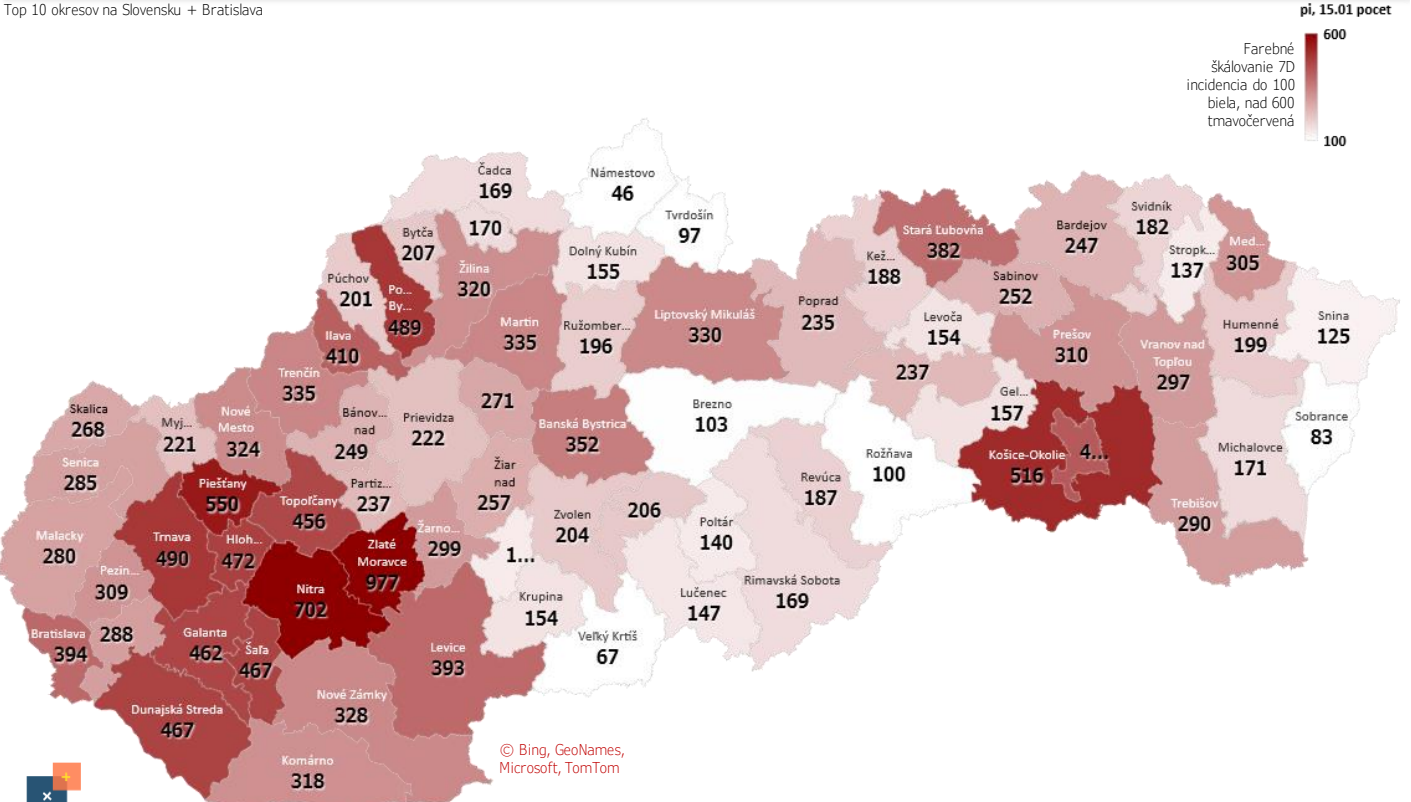 Top 10 okresov na Slovensku + Bratislava
pi, 15.01 pocet
600
Farebné
škálovanie 7D
incidencia do 100
biela, nad 600
tmavočervená
100
Čadca
169
Námestovo
46
Tvrdošín
97
170
Bytča
207
Dolný Kubín
155
Žilina
320
Púchov
201
Po...
By...
489
Ilava
410
Martin
335
Ružomber...
196
Liptovský Mikuláš
330
Poprad
235
Kež...
188
Stará Ľubovňa
382
Bardejov
247
Svidník
182
Stropk...
137
Med...
305
Sabinov
252
Levoča
154
Prešov
310
Vranov nad
Topľou
297
Humenné
199
Snina
125
Trenčín
335
237
Gel...
157
Skalica
268
Myj...
221
Nové
Mesto
324
Bánov...
nad
249
Prievidza
222
271
Banská Bystrica
352
Brezno
103
Rožňava
100
Košice-Okolie
516
4...
Michalovce
171
Sobrance
83
Senica
285
Piešťany
550
Topoľčany
456
Partiz...
237
Žiar
nad
257
Revúca
187
Trebišov
290
Malacky
280
Trnava
490
Hloh...
472
Zlaté
Moravce
977
Žarno...
299
Zvolen
204
206
Poltár
140
1...
Pezin...
309
Nitra
702
Krupina
154
Lučenec
147
Rimavská Sobota
169
Bratislava
394
288
Galanta
462
Šaľa
467
Levice
393
Veľký Krtíš
67
Dunajská Streda
467
Nové Zámky
328
Komárno
318
© Bing, GeoNames,
Microsoft, TomTom
+
×